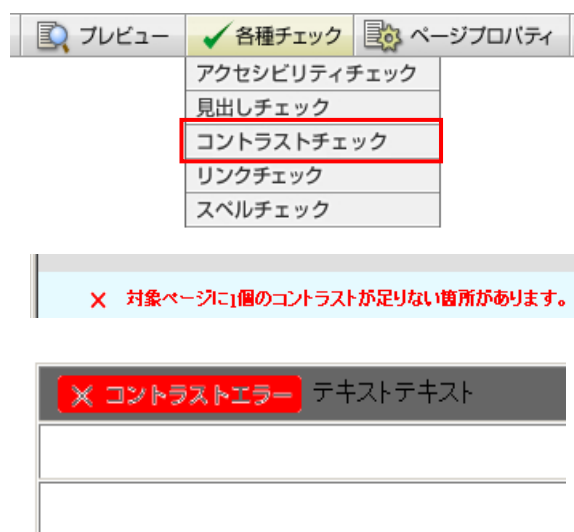 プレビュー 各種チェック ページプロパティ
アクセシビリティチェック
見出しチェック
コントラストチェック
リンクチェック
スペルチェック
対象ページに1個のコントラストが足りない箇所があります。
コントラストエラー テキストテキスト